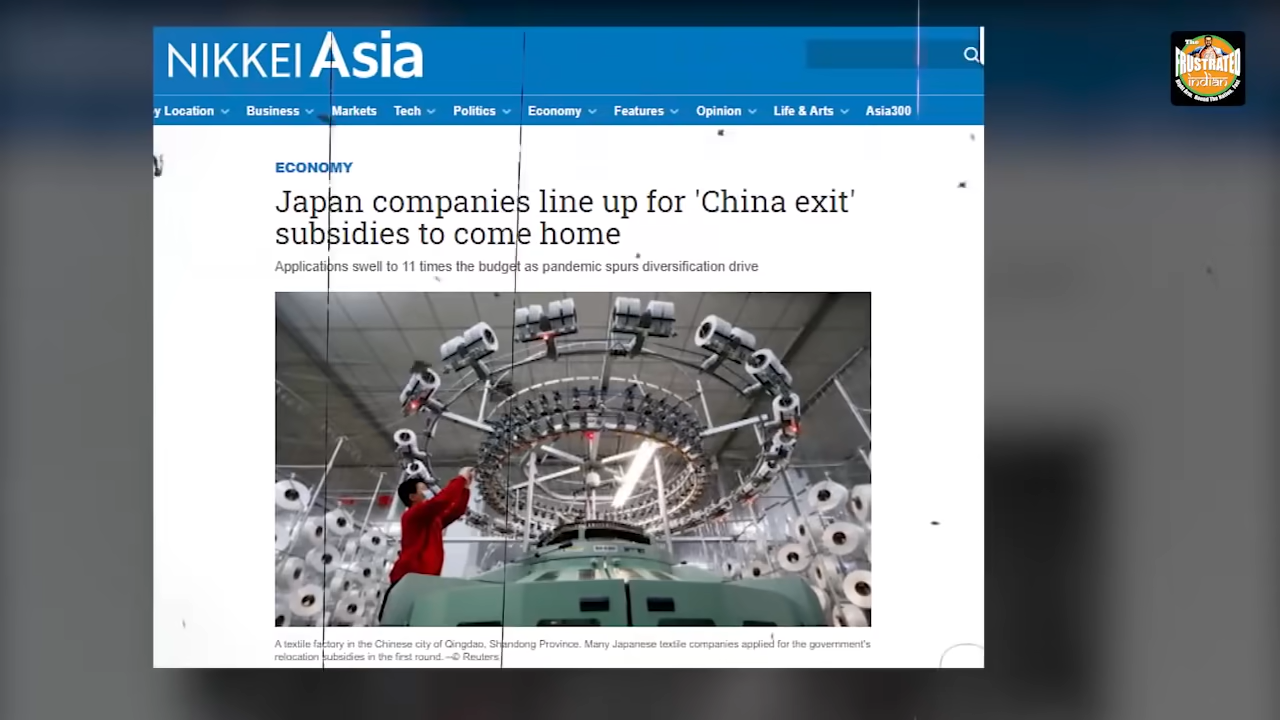 NIKKEI Asia
y Location
Business
Markets
Tech
Politics
Economy
Features
Opinion
Life & Arts
Asia300
The
FRUSTRATED
indian
ECONOMY
Japan companies line up for 'China exit'
subsidies to come home
Applications swell to 11 times the budget as pandemic spurs diversification drive
A textile factory in the Chinese city of Qingdao, Shandong Province. Many Japanese textile companies applied for the government's
relocation subsidies in the first round. —© Reuters